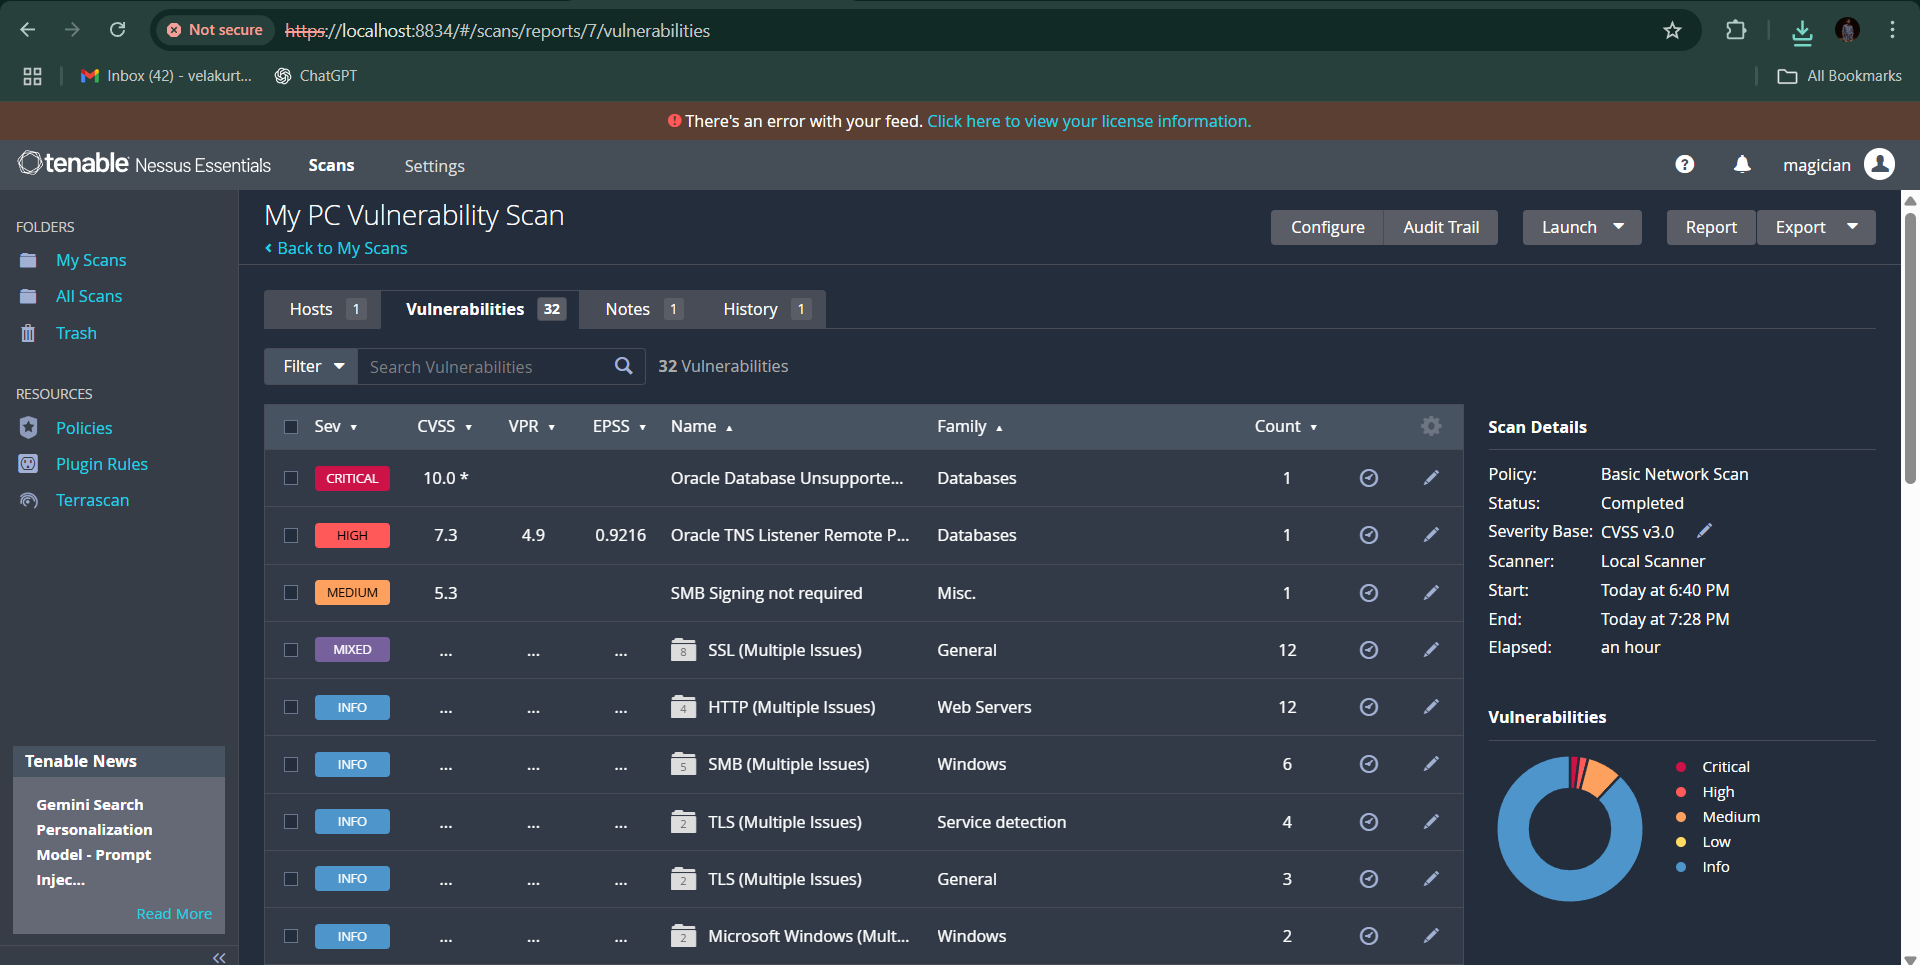 Not secure https://localhost:8834/#/scans/reports/7/vulnerabilities
Inbox (42) - velakurt... ChatGPT All Bookmarks
There's an error with your feed. Click here to view your license information.
tenable Nessus Essentials Scans Settings ? magician
FOLDERS
My Scans
All Scans
Trash
RESOURCES
Policies
Plugin Rules
Terrascan
Tenable News
Gemini Search
Personalization
Model - Prompt
Injec...
Read More
My PC Vulnerability Scan
Back to My Scans
Configure Audit Trail Launch Report Export
Hosts 1 Vulnerabilities 32 Notes 1 History 1
Filter Search Vulnerabilities 32 Vulnerabilities
Sev CVSS VPR EPSS Name Family Count
CRITICAL 10.0 * Oracle Database Unsupporte... Databases 1
HIGH 7.3 4.9 0.9216 Oracle TNS Listener Remote P... Databases 1
MEDIUM 5.3 SMB Signing not required Misc. 1
MIXED ... ... ... 8 SSL (Multiple Issues) General 12
INFO ... ... ... 4 HTTP (Multiple Issues) Web Servers 12
INFO ... ... ... 5 SMB (Multiple Issues) Windows 6
INFO ... ... ... 2 TLS (Multiple Issues) Service detection 4
INFO ... ... ... 2 TLS (Multiple Issues) General 3
INFO ... ... ... 2 Microsoft Windows (Mult... Windows 2
Scan Details
Policy: Basic Network Scan
Status: Completed
Severity Base: CVSS v3.0
Scanner: Local Scanner
Start: Today at 6:40 PM
End: Today at 7:28 PM
Elapsed: an hour
Vulnerabilities
Critical
High
Medium
Low
Info